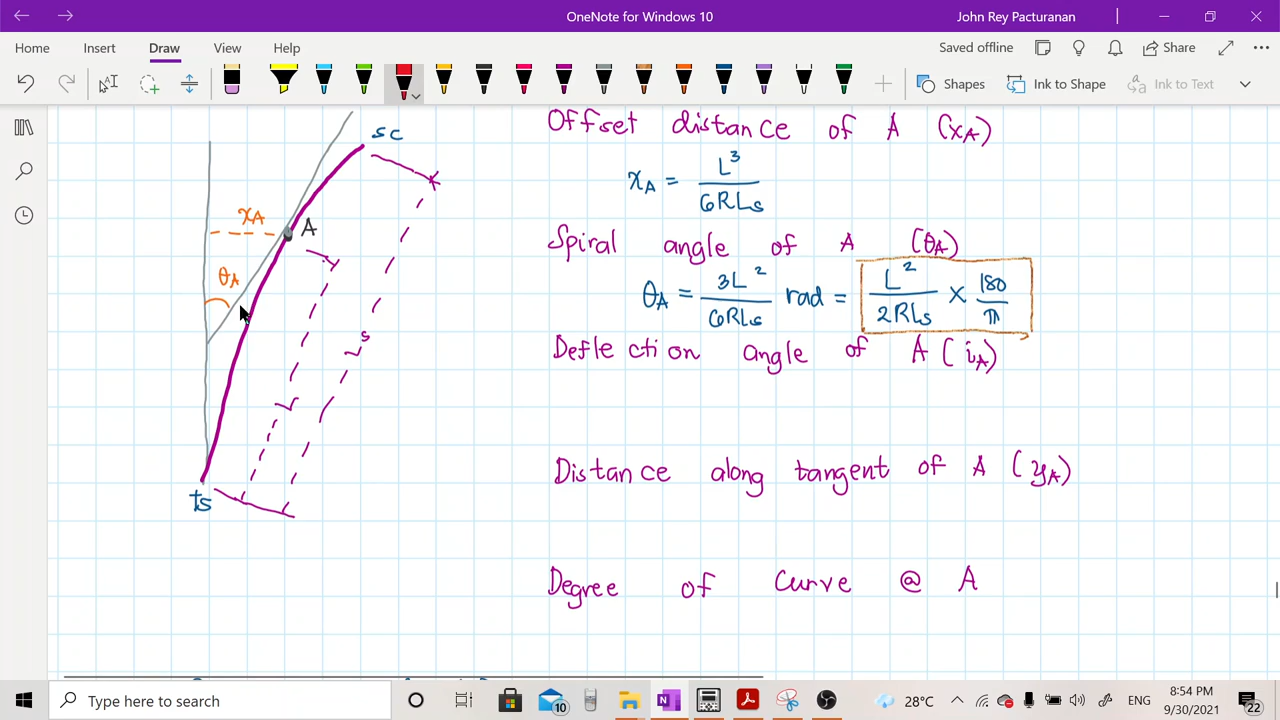 OneNote for Windows 10
John Rey Pacturanan
Home Insert Draw View Help
Saved offline
Share
Shapes
Ink to Shape
Ink to Text
sc
xA
A
θA
Ls
L
ts
Offset distance of A (xA)
xA = L³ / 6RLs
Spiral angle of A (θA)
θA = 3L² / 6RLs rad = L² / 2RLs × 180 / π
Deflection angle of A (iA)
Distance along tangent of A (yA)
Degree of Curve @ A
Type here to search
10
28°C
ENG
8:54 PM
9/30/2021
22